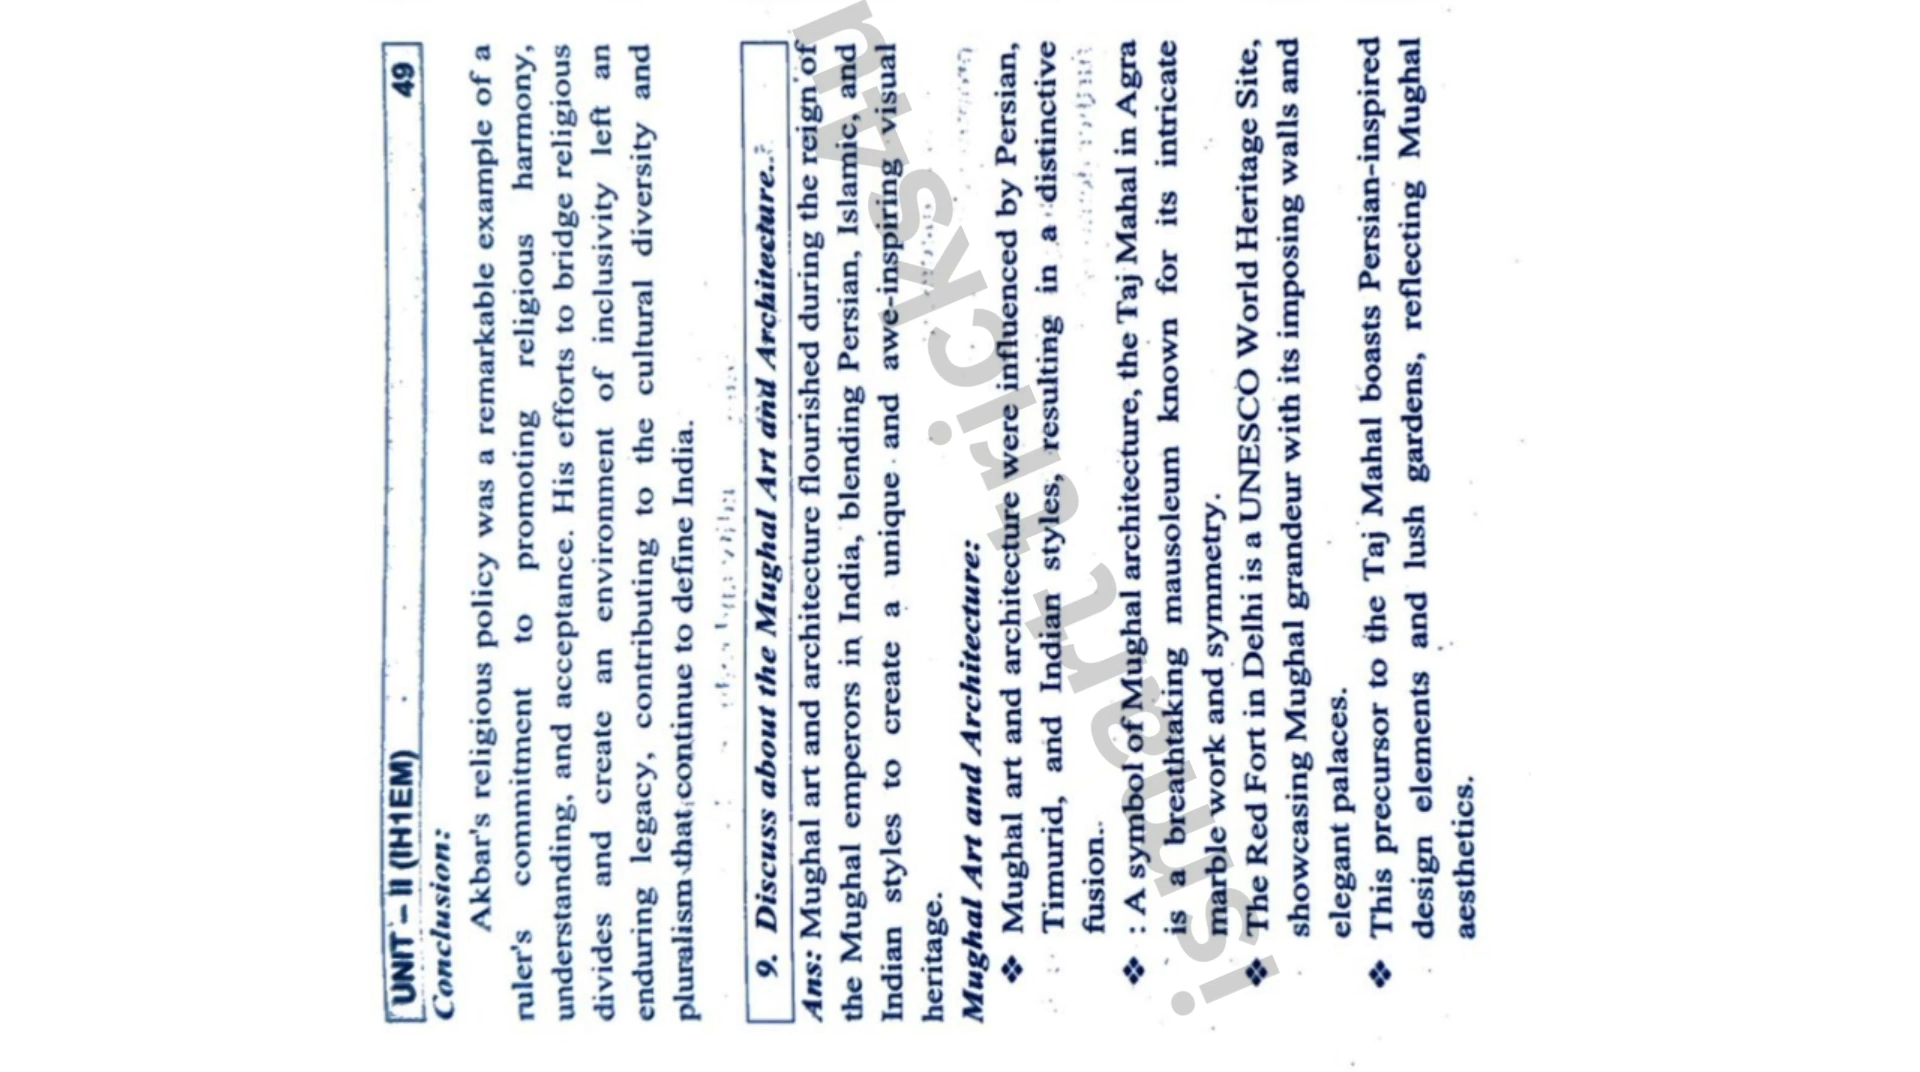 UNIT – II (IH1EM) 49
Conclusion:
Akbar's religious policy was a remarkable example of a
ruler's commitment to promoting religious harmony,
understanding, and acceptance. His efforts to bridge religious
divides and create an environment of inclusivity left an
enduring legacy, contributing to the cultural diversity and
pluralism that continue to define India.
9. Discuss about the Mughal Art and Architecture..
Ans: Mughal art and architecture flourished during the reign of
the Mughal emperors in India, blending Persian, Islamic, and
Indian styles to create a unique and awe-inspiring visual
heritage.
Mughal Art and Architecture:
❖ Mughal art and architecture were influenced by Persian,
Timurid, and Indian styles, resulting in a distinctive
fusion..
❖ : A symbol of Mughal architecture, the Taj Mahal in Agra
is a breathtaking mausoleum known for its intricate
marble work and symmetry.
❖ The Red Fort in Delhi is a UNESCO World Heritage Site,
showcasing Mughal grandeur with its imposing walls and
elegant palaces.
❖ This precursor to the Taj Mahal boasts Persian-inspired
design elements and lush gardens, reflecting Mughal
aesthetics.